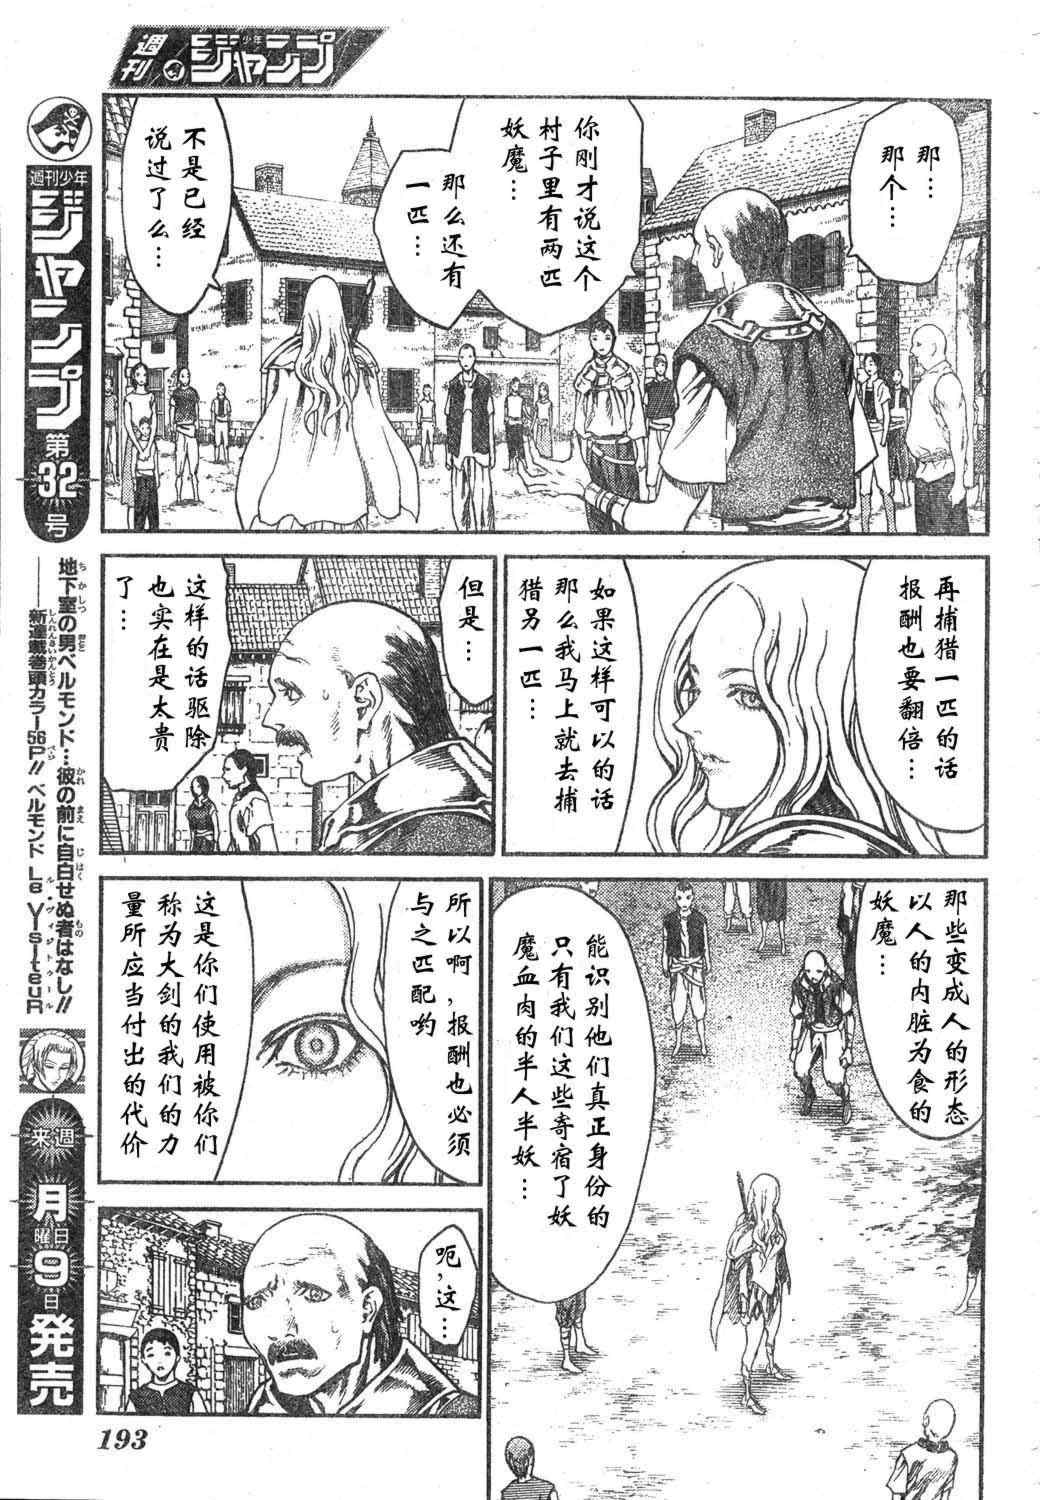 週刊少年ジャンプ
那…
那个…
你刚才说这个
村子里有两匹
妖魔…
那么还有
一匹…
不是已经
说过了么…
再捕猎一匹的话
报酬也要翻倍…
如果这样可以的话
那么我马上就去捕
猎另一匹…
但是…
这样的话驱除
也实在是太贵
了…
那些变成人的形态
以人的内脏为食的
妖魔…
能识别他们真正身份的
只有我们这些寄宿了妖
魔血肉的半人半妖…
所以啊,报酬也必须
与之匹配哟
这是你们使用被你们
称为大剑的我们的力
量所应当付出的代价
呃,这…
週刊少年
ジャンプ
第32号
地下室の男ベルモンド…彼の前に自白せぬ者はなし!!
——新連載巻頭カラー56P!! ベルモンド Le VisiteuR
来週
月曜日
9日
発売
193